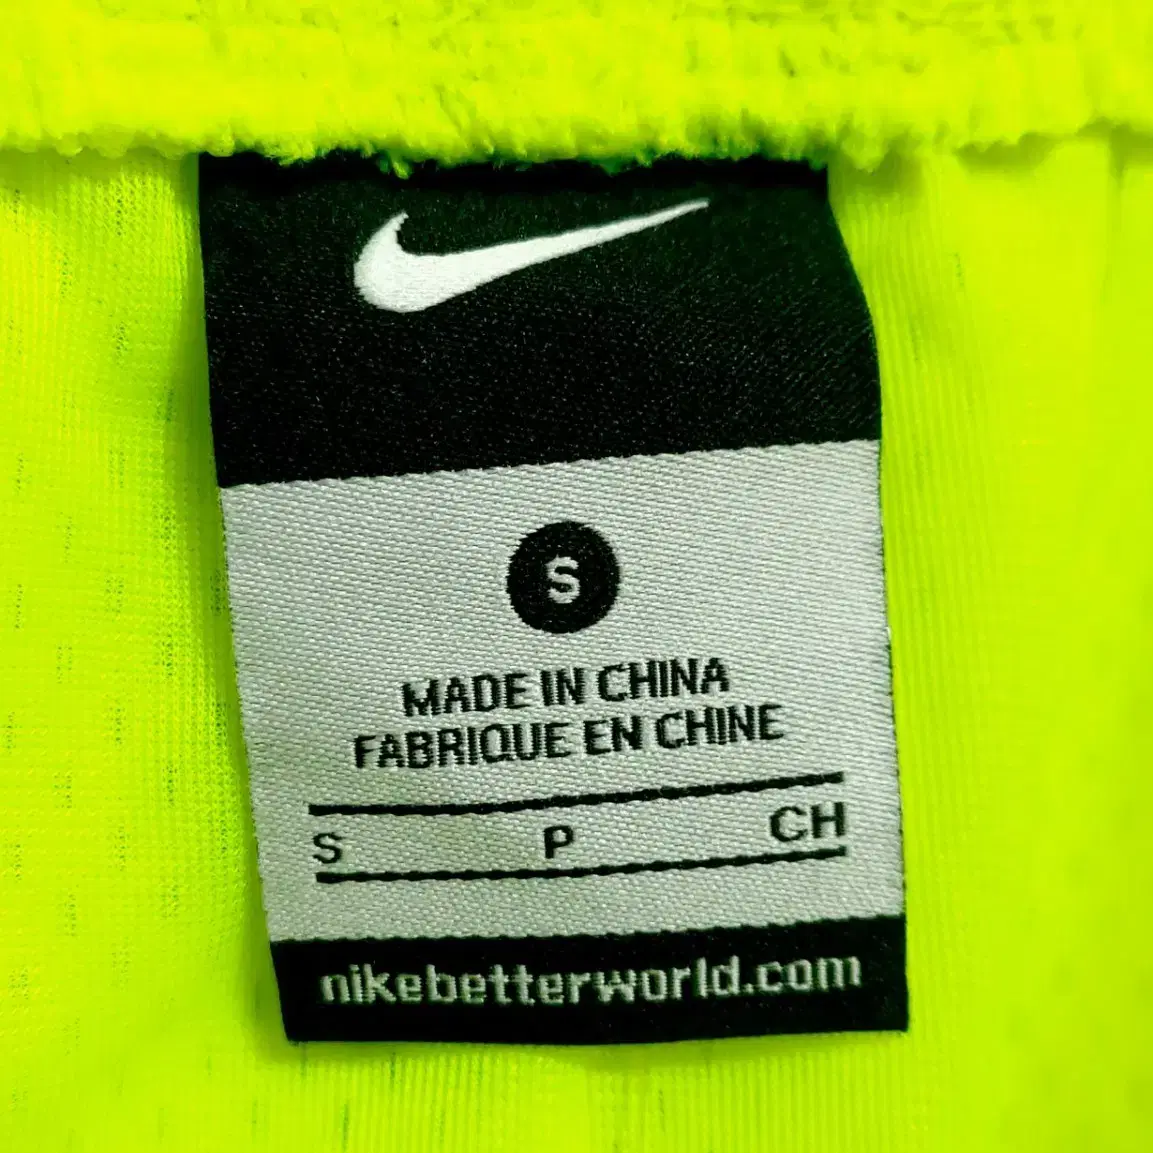 S
MADE IN CHINA
FABRIQUE EN CHINE
S P CH
nikebetterworld.com